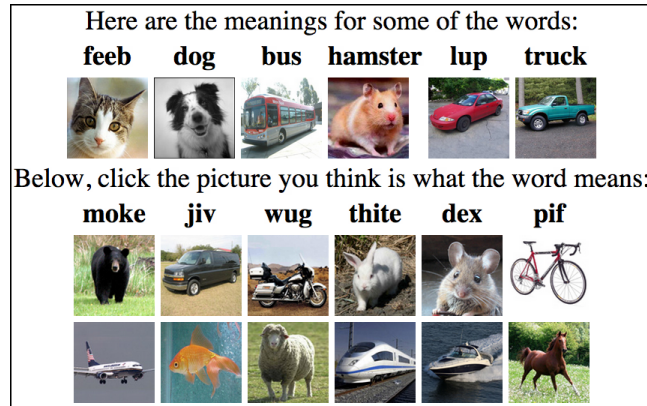 Here are the meanings for some of the words:
feeb dog bus hamster lup truck
Below, click the picture you think is what the word means:
moke jiv wug thite dex pif